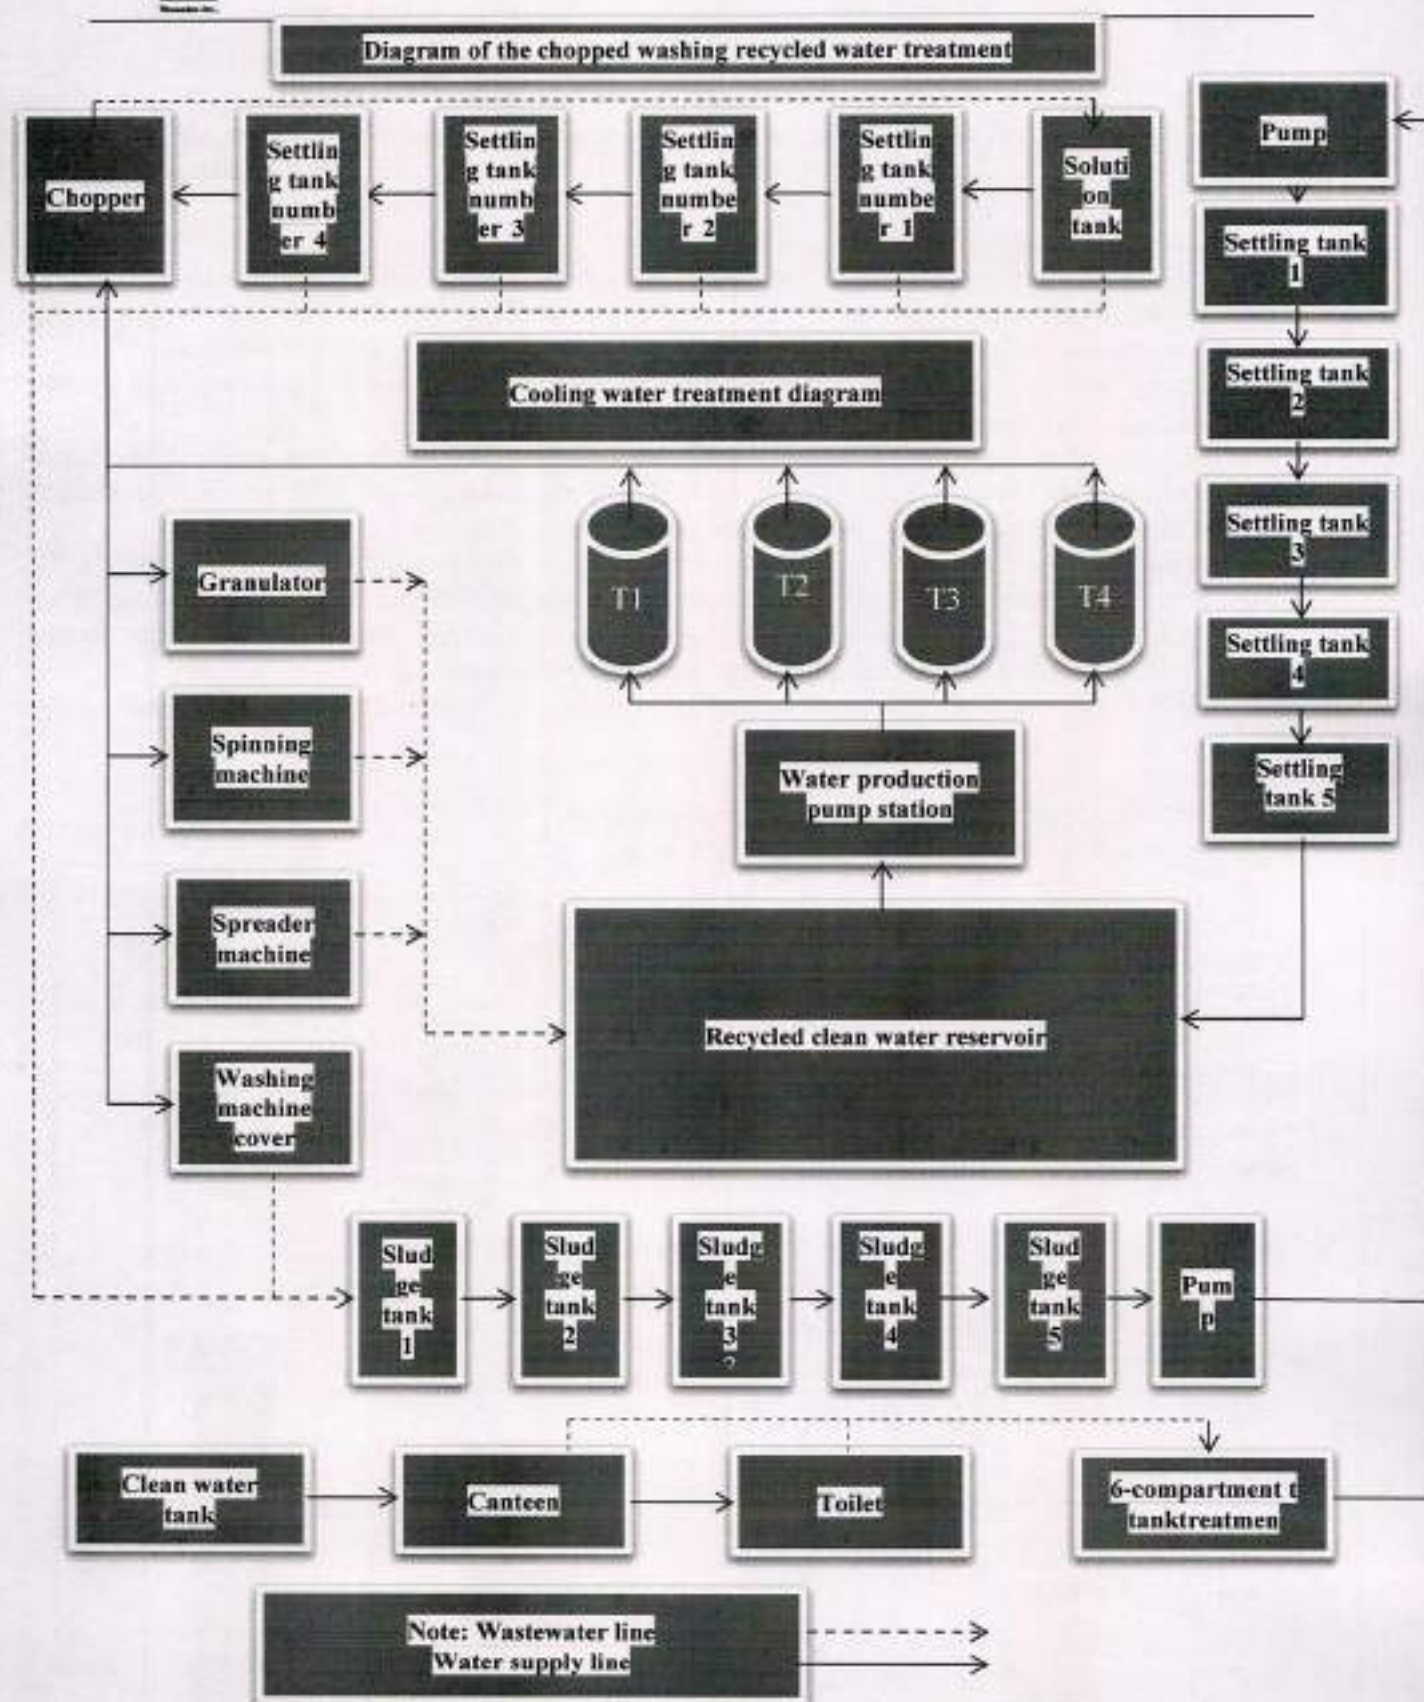 Diagram of the chopped washing recycled water treatment
Chopper
Settlin
g tank
numb
er 4
Settlin
g tank
numb
er 3
Settlin
g tank
numbe
r 2
Settlin
g tank
numbe
r 1
Soluti
on
tank
Pump
Settling tank
1
Settling tank
2
Settling tank
3
Settling tank
4
Settling
tank 5
Cooling water treatment diagram
T1
T2
T3
T4
Granulator
Spinning
machine
Spreader
machine
Washing
machine
cover
Water production
pump station
Recycled clean water reservoir
Slud
ge
tank
1
Slud
ge
tank
2
Sludg
e
tank
3
Sludg
e
tank
4
Slud
ge
tank
5
Pum
p
Clean water
tank
Canteen
Toilet
6-compartment t
tanktreatmen
Note: Wastewater line
Water supply line